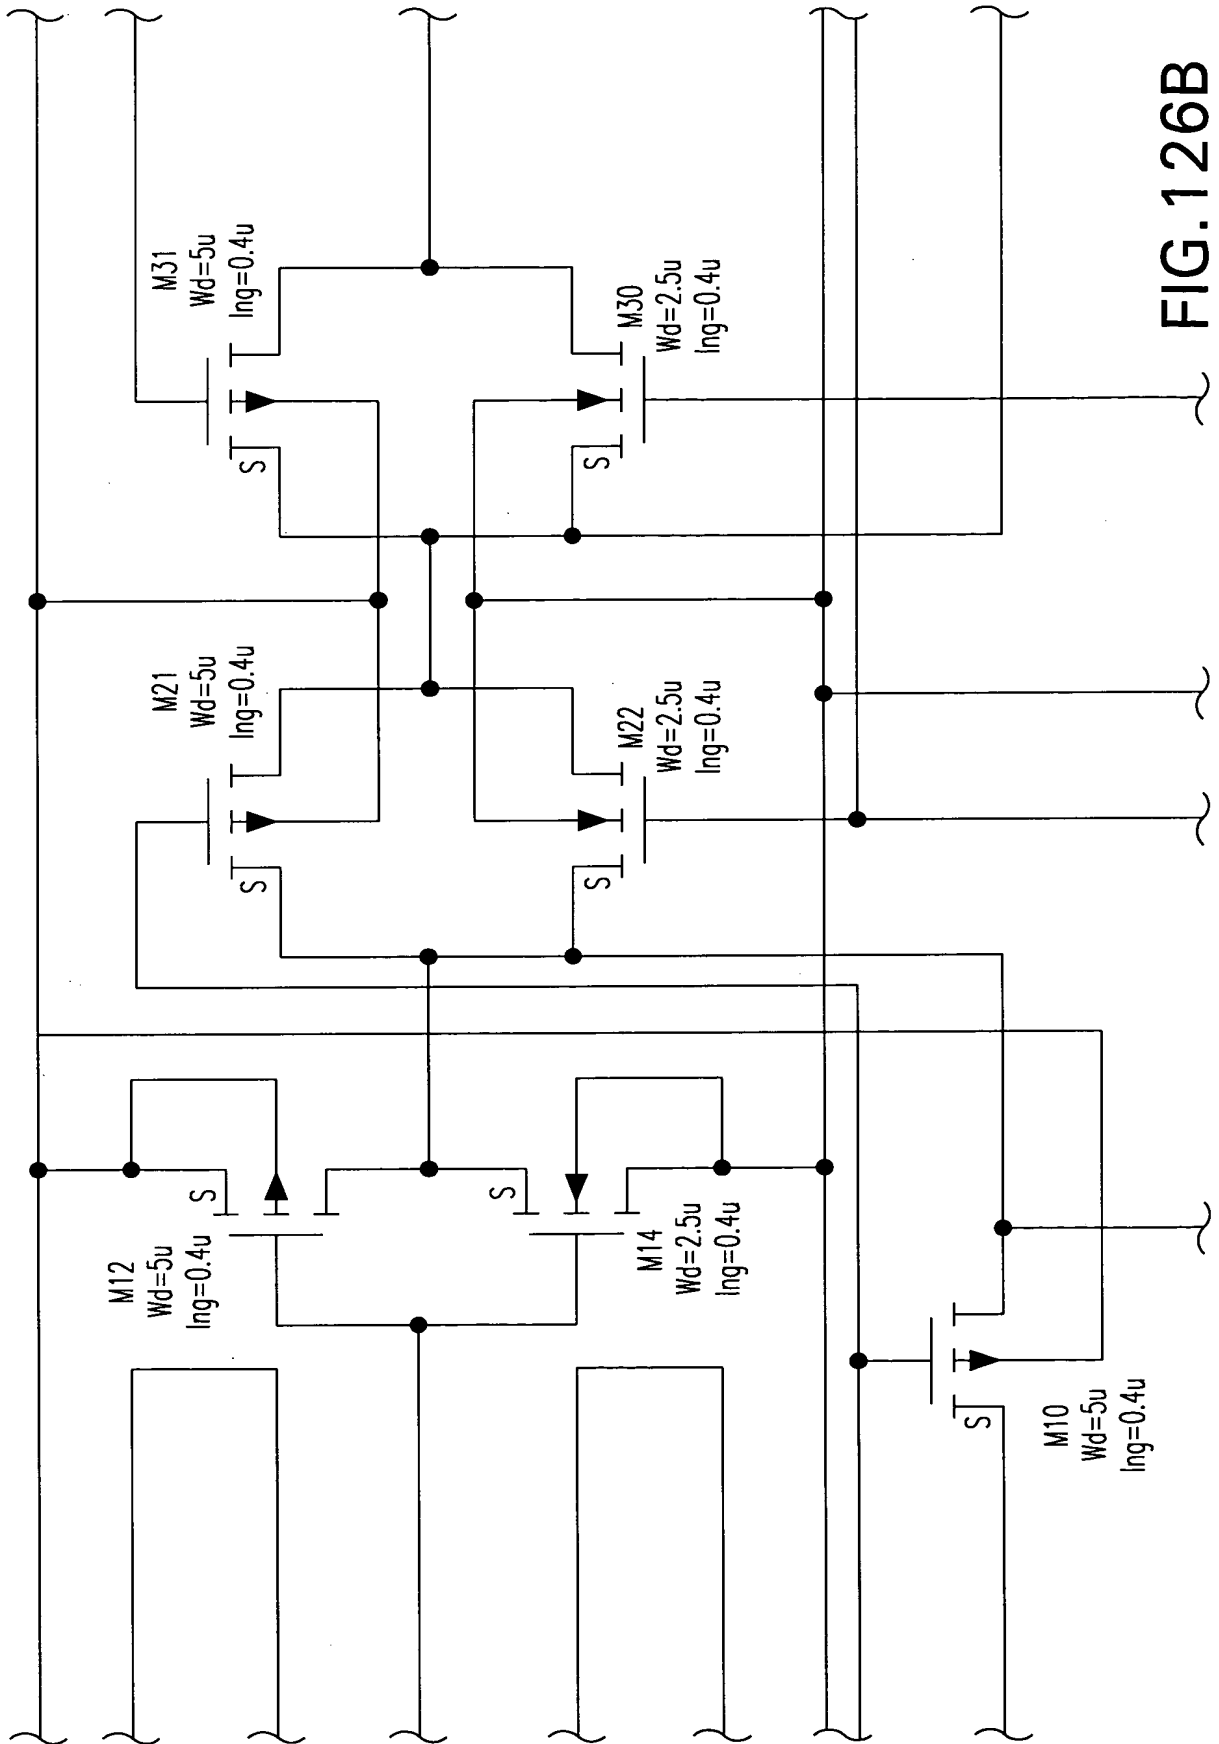 M31
Wd=5u
lng=0.4u
S
M30
Wd=2.5u
lng=0.4u
S
M21
Wd=5u
lng=0.4u
S
M22
Wd=2.5u
lng=0.4u
S
M12
Wd=5u
lng=0.4u
S
M14
Wd=2.5u
lng=0.4u
S
M10
Wd=5u
lng=0.4u
S
FIG.126B